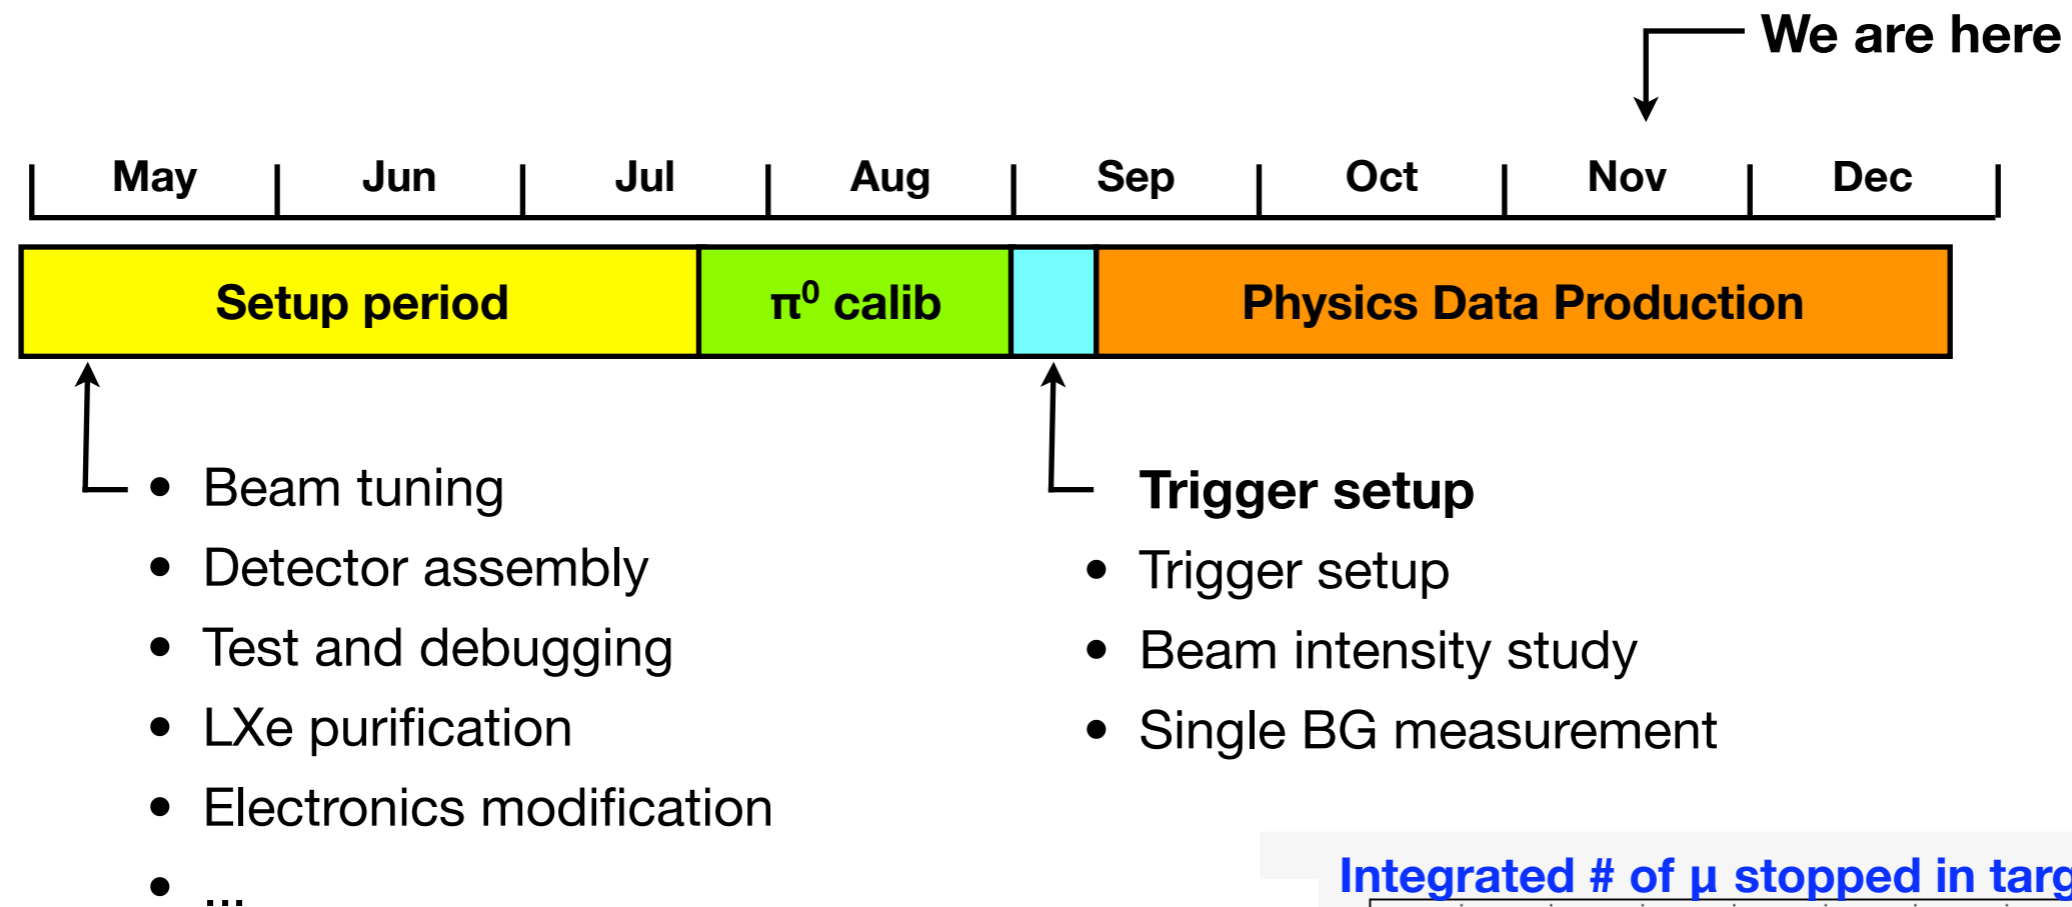 We are here
May Jun Jul Aug Sep Oct Nov Dec
Setup period π⁰ calib Physics Data Production
• Beam tuning
• Detector assembly
• Test and debugging
• LXe purification
• Electronics modification
• ...
Trigger setup
• Trigger setup
• Beam intensity study
• Single BG measurement
Integrated # of μ stopped in targ